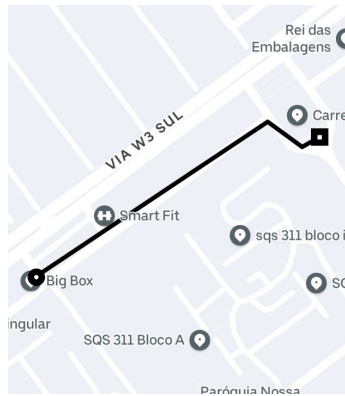 Rei das
Embalagens
Carre
VIA W3 SUL
Smart Fit
sqs 311 bloco i
Big Box
SQ
ingular
SQS 311 Bloco A
Paróquia Nossa